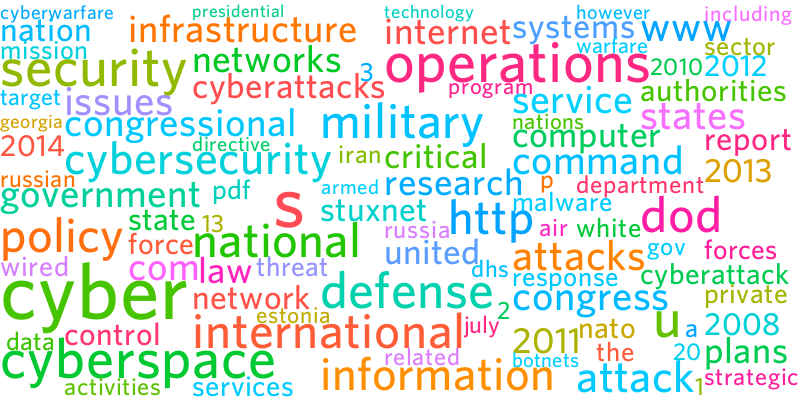 cyberwarfare presidential technology however including
nation infrastructure internet systems www
mission networks warfare sector
security 3 operations 2010 2012
cyberattacks program authorities
target issues service states
georgia congressional military nations
2014 directive computer report
cybersecurity iran critical command 2013
russian armed research p department
government pdf s stuxnet http malware dod
policy state 13 russia air white
force national united attacks gov forces
wired com law threat dhs response cyberattack
cyber network defense congress private
estonia 2 u
data control international july 2011 nato a 2008
cyberspace related botnets the 20 plans
activities services information attack 1 strategic